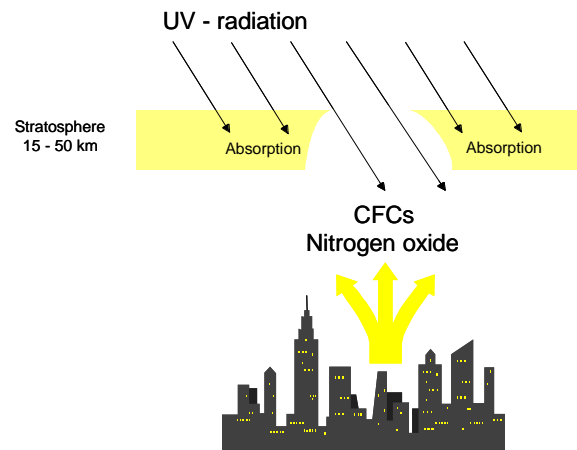 UV - radiation
Stratosphere
15 - 50 km
Absorption
Absorption
CFCs
Nitrogen oxide